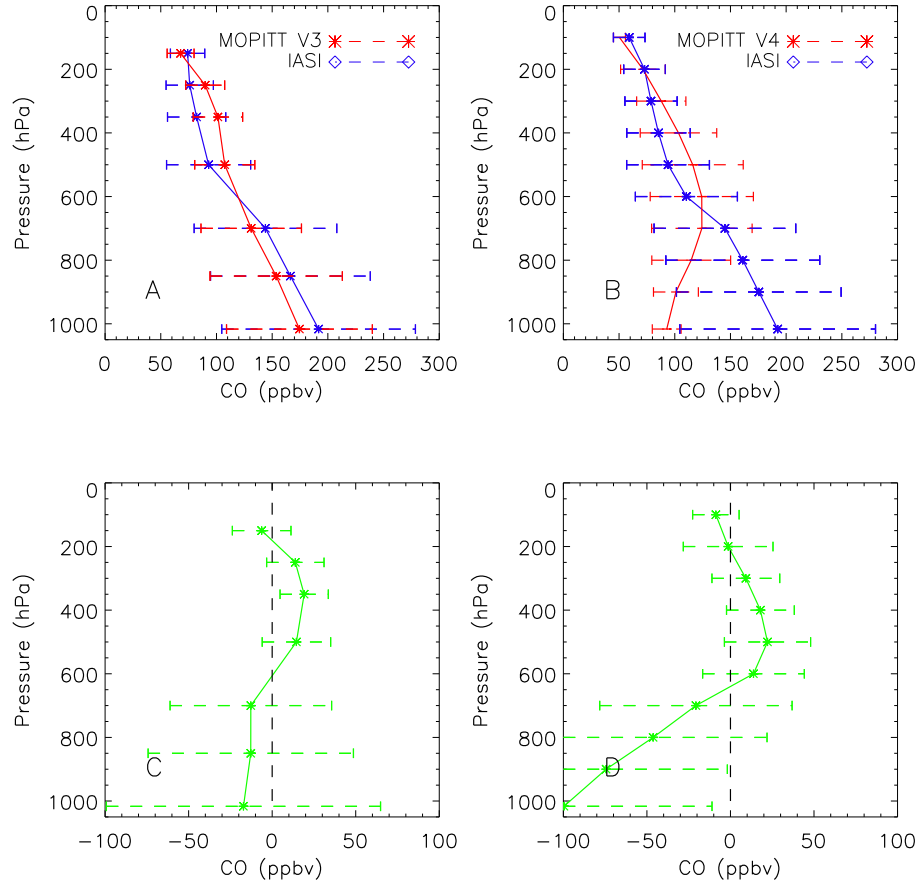 MOPITT V3
IASI
0
200
400
600
800
1000
Pressure (hPa)
A
0 50 100 150 200 250 300
CO (ppbv)
MOPITT V4
IASI
0
200
400
600
800
1000
Pressure (hPa)
B
0 50 100 150 200 250 300
CO (ppbv)
0
200
400
600
800
1000
Pressure (hPa)
C
−100 −50 0 50 100
CO (ppbv)
0
200
400
600
800
1000
Pressure (hPa)
D
−100 −50 0 50 100
CO (ppbv)